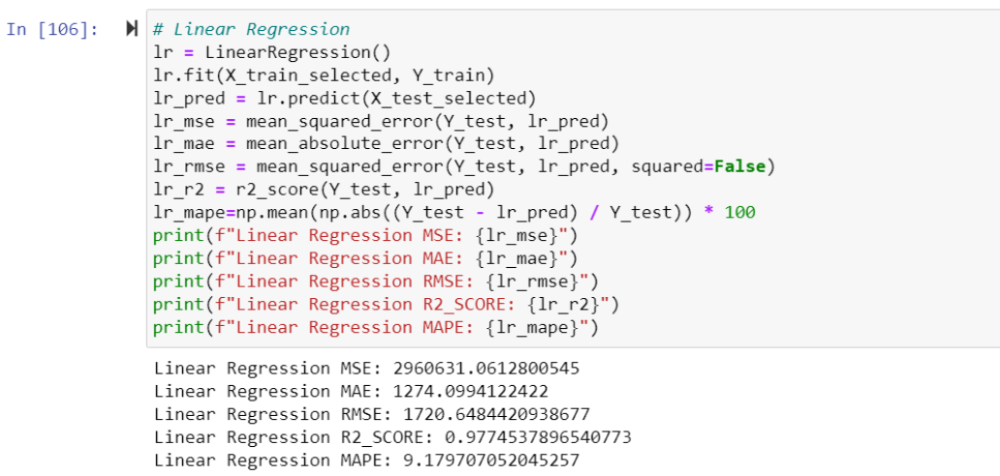 In [106]: # Linear Regression
lr = LinearRegression()
lr.fit(X_train_selected, Y_train)
lr_pred = lr.predict(X_test_selected)
lr_mse = mean_squared_error(Y_test, lr_pred)
lr_mae = mean_absolute_error(Y_test, lr_pred)
lr_rmse = mean_squared_error(Y_test, lr_pred, squared=False)
lr_r2 = r2_score(Y_test, lr_pred)
lr_mape=np.mean(np.abs((Y_test - lr_pred) / Y_test)) * 100
print(f"Linear Regression MSE: {lr_mse}")
print(f"Linear Regression MAE: {lr_mae}")
print(f"Linear Regression RMSE: {lr_rmse}")
print(f"Linear Regression R2_SCORE: {lr_r2}")
print(f"Linear Regression MAPE: {lr_mape}")
Linear Regression MSE: 2960631.0612800545
Linear Regression MAE: 1274.0994122422
Linear Regression RMSE: 1720.6484420938677
Linear Regression R2_SCORE: 0.9774537896540773
Linear Regression MAPE: 9.179707052045257